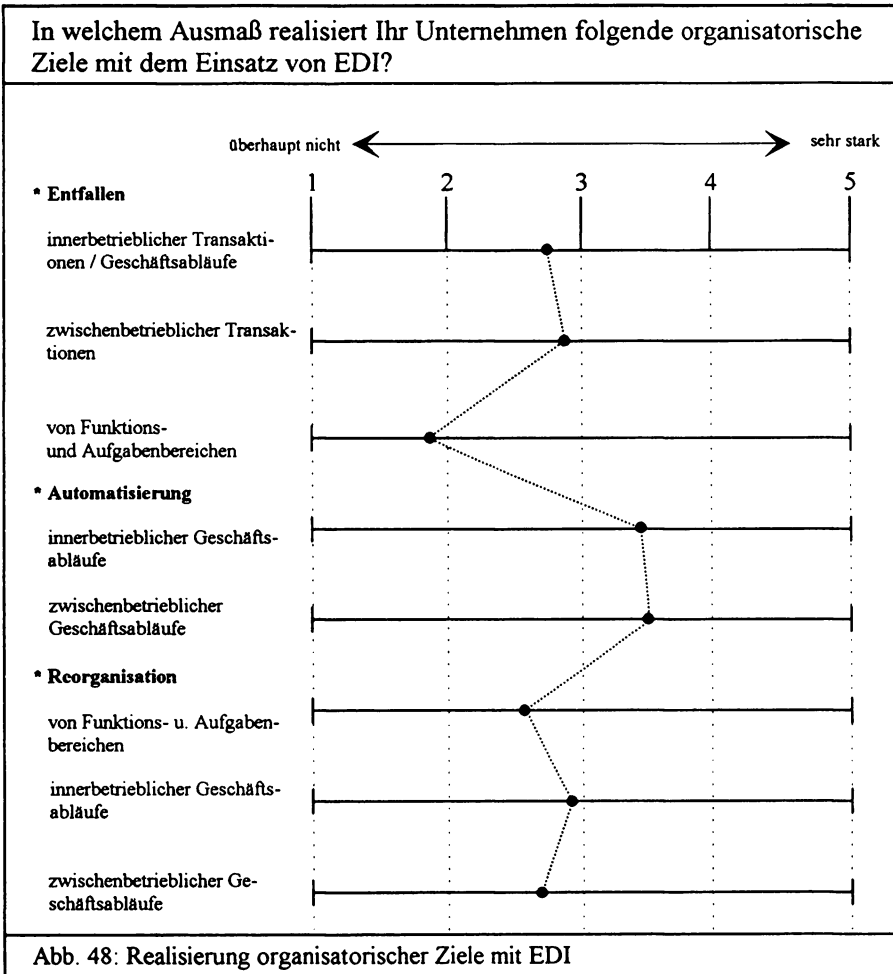 In welchem Ausmaß realisiert Ihr Unternehmen folgende organisatorische
Ziele mit dem Einsatz von EDI?
überhaupt nicht
sehr stark
1 2 3 4 5
* Entfallen
innerbetrieblicher Transakti-
onen / Geschäftsabläufe
zwischenbetrieblicher Transak-
tionen
von Funktions-
und Aufgabenbereichen
* Automatisierung
innerbetrieblicher Geschäfts-
abläufe
zwischenbetrieblicher
Geschäftsabläufe
* Reorganisation
von Funktions- u. Aufgaben-
bereichen
innerbetrieblicher Geschäfts-
abläufe
zwischenbetrieblicher Ge-
schäftsabläufe
Abb. 48: Realisierung organisatorischer Ziele mit EDI